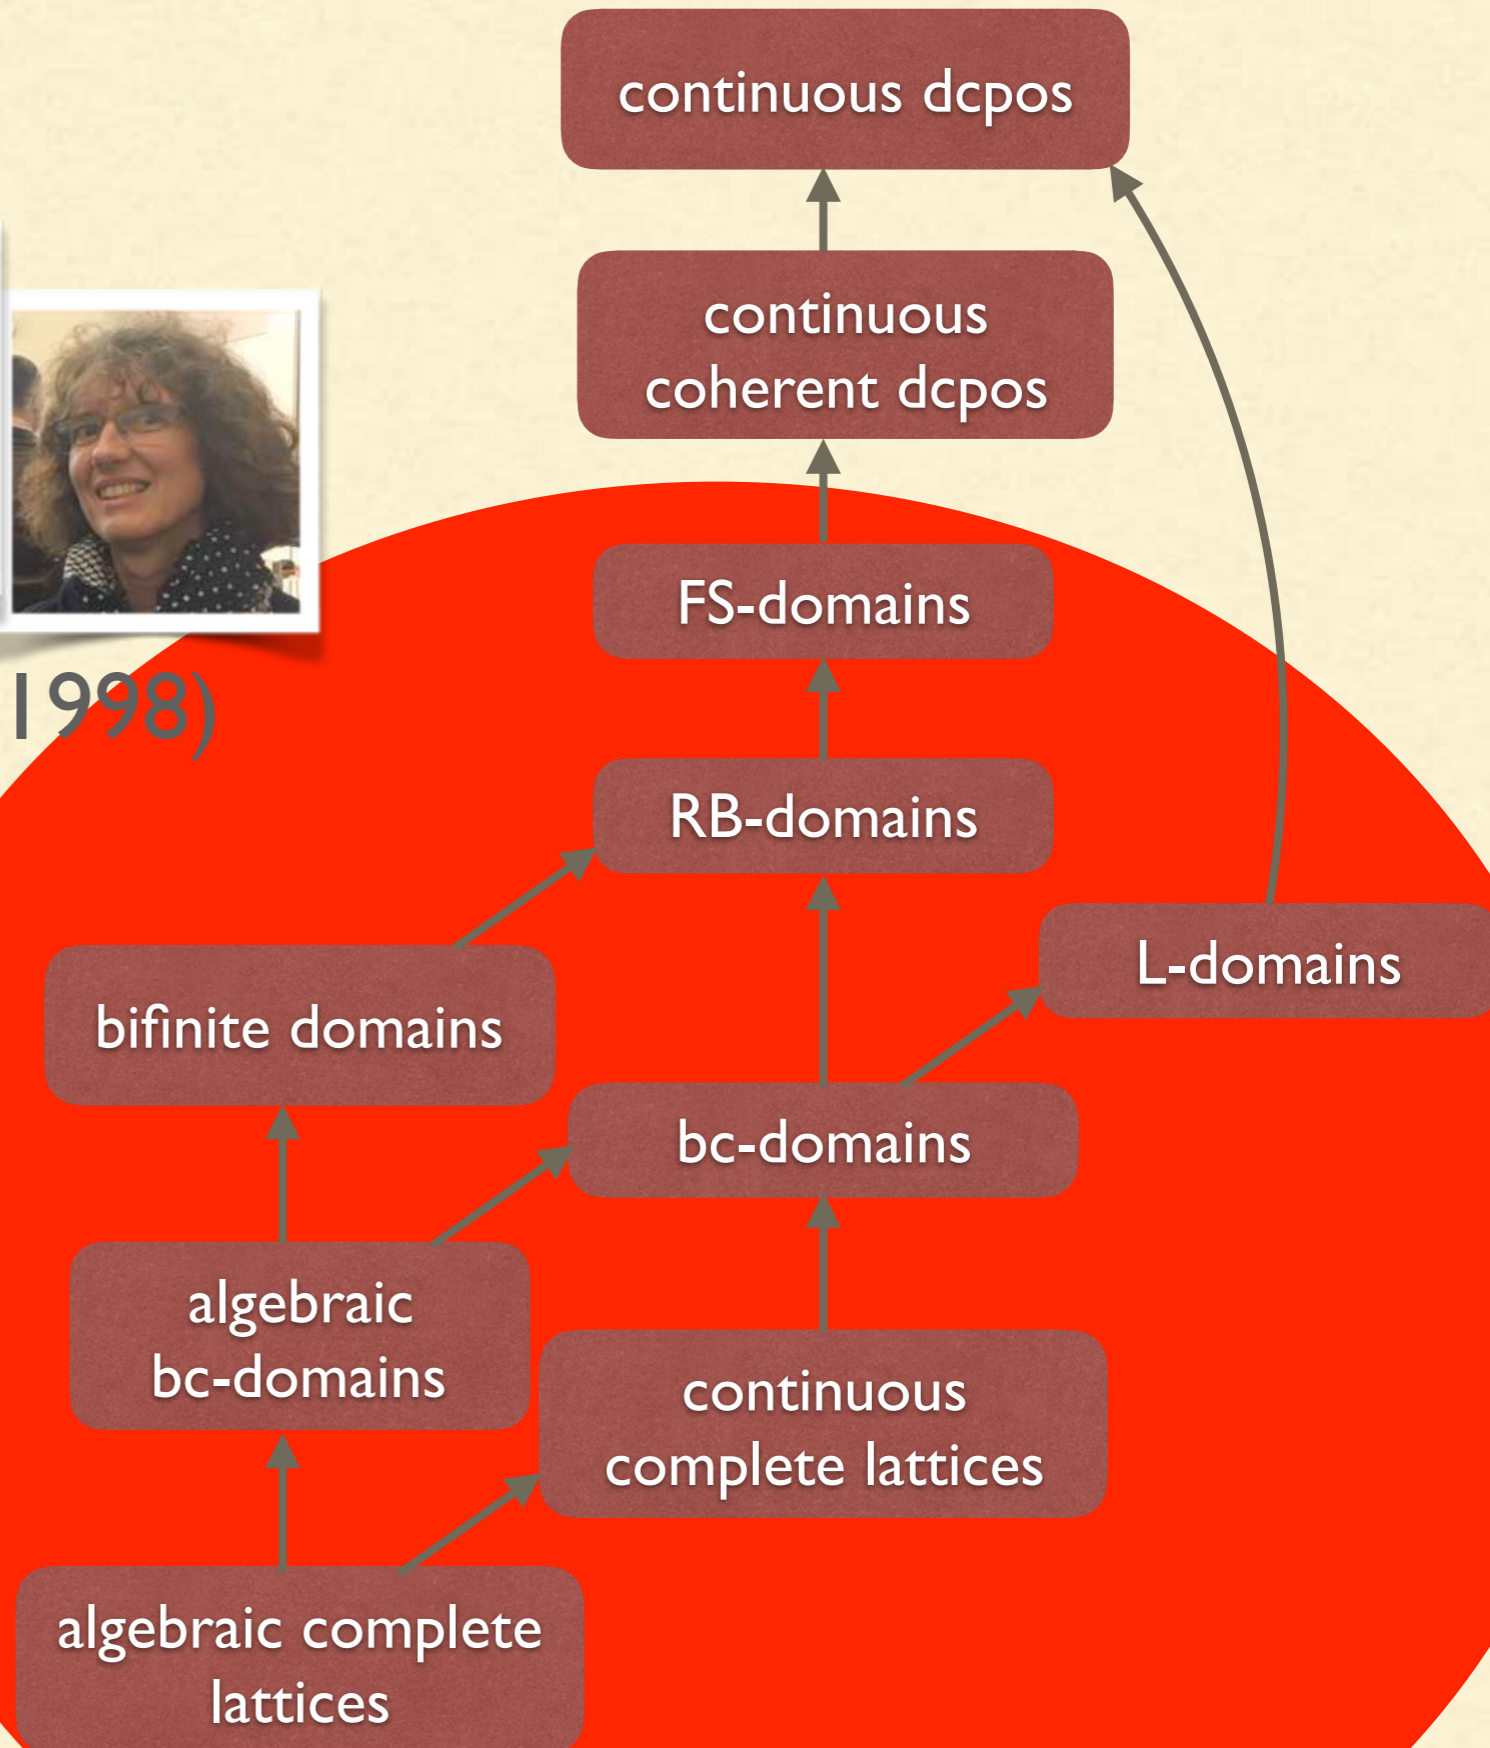 continuous dcpos
continuous
coherent dcpos
FS-domains
1998)
RB-domains
L-domains
bifinite domains
bc-domains
algebraic
bc-domains
continuous
complete lattices
algebraic complete
lattices